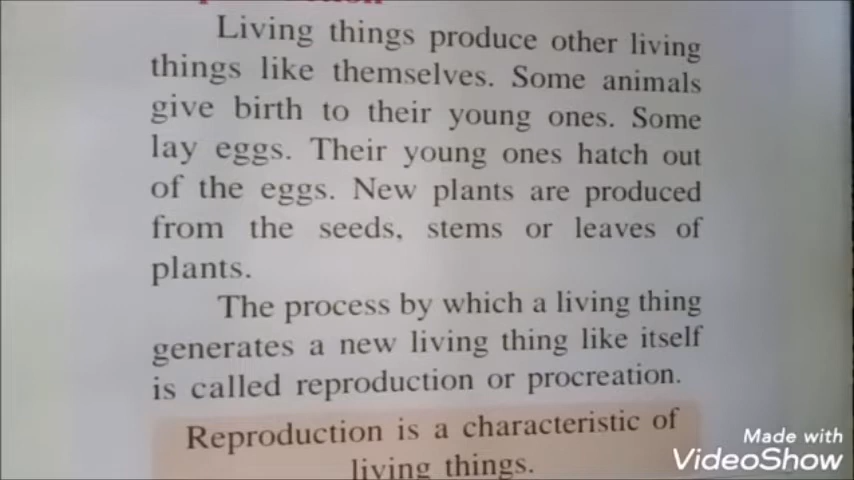 Living things produce other living
things like themselves. Some animals
give birth to their young ones. Some
lay eggs. Their young ones hatch out
of the eggs. New plants are produced
from the seeds, stems or leaves of
plants.
The process by which a living thing
generates a new living thing like itself
is called reproduction or procreation.
Reproduction is a characteristic of
living things.
Made with
VideoShow